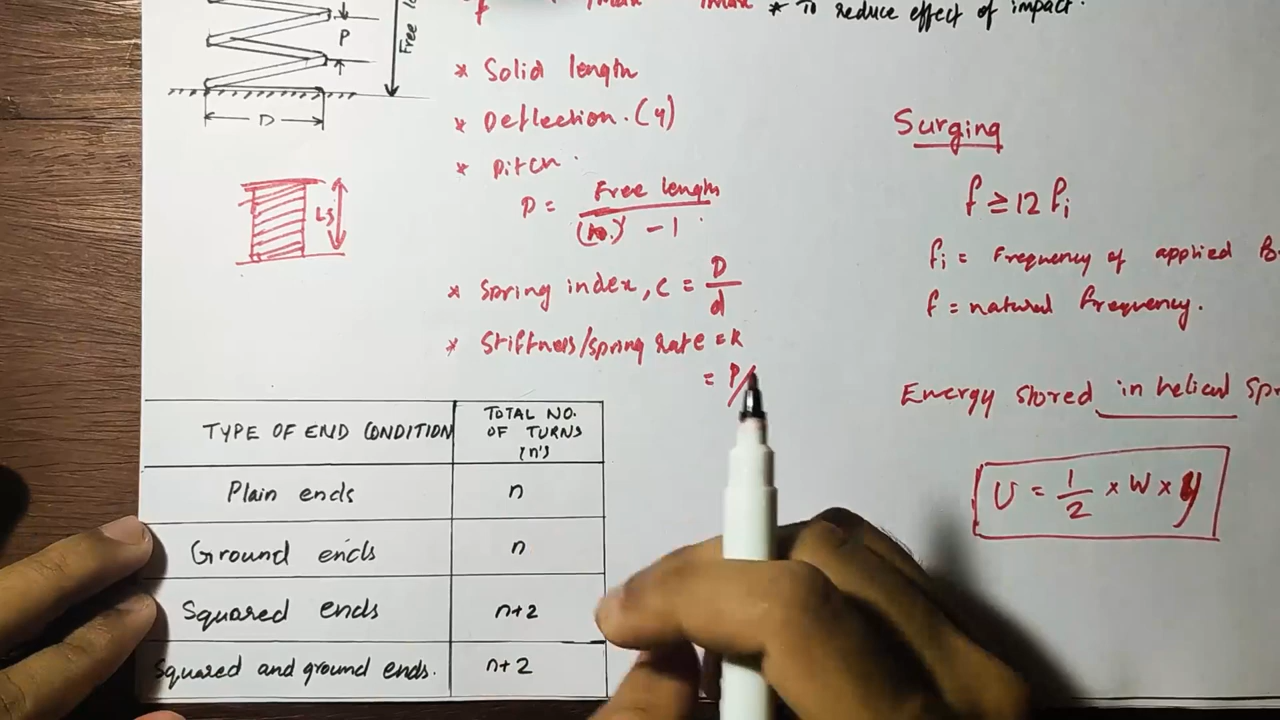 * To reduce effect of impact.
P
Free
D
Ls
* Solid length
* Deflection. (y)
* Pitch.
P = Free length
(n') - 1
* Spring index, C = D
d
* Stiffness/spring rate = k
= P/
Surging
f ≥ 12 fi
fi = Frequency of applied
f = natural frequency.
Energy stored in helical
U = 1/2 × W × y
TYPE OF END CONDITION
TOTAL NO.
OF TURNS
(n')
Plain ends
n
Ground ends
n
Squared ends
n+2
Squared and ground ends.
n+2